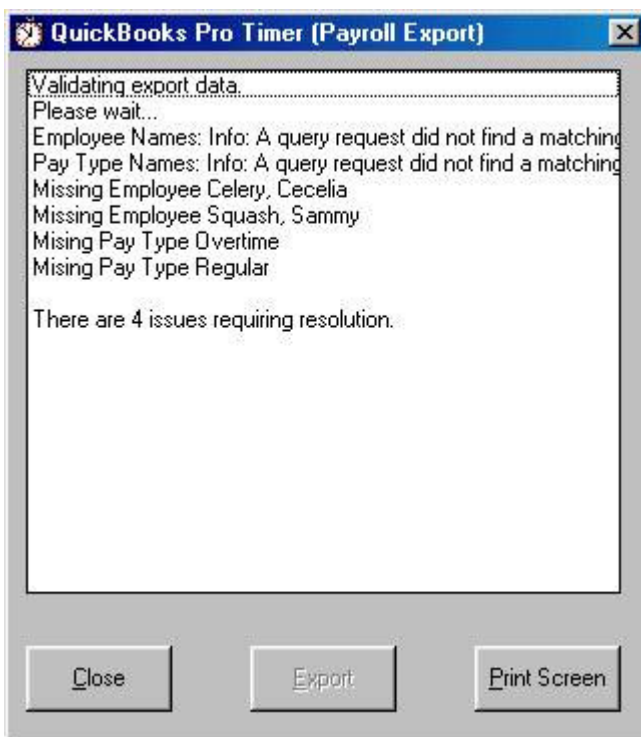 QuickBooks Pro Timer (Payroll Export)
Validating export data.
Please wait...
Employee Names: Info: A query request did not find a matching
Pay Type Names: Info: A query request did not find a matching
Missing Employee Celery, Cecelia
Missing Employee Squash, Sammy
Mising Pay Type Overtime
Mising Pay Type Regular
There are 4 issues requiring resolution.
Close Export Print Screen